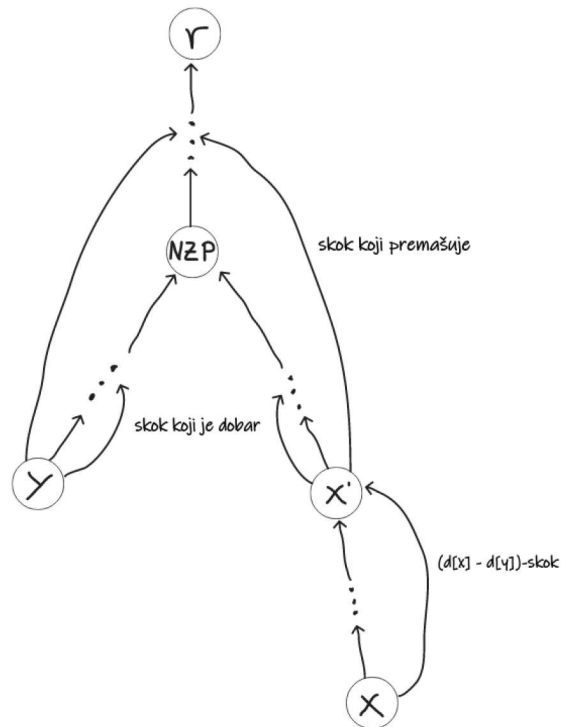 r
NZP
skok koji premašuje
skok koji je dobar
y
x'
(d[x] - d[y])-skok
x